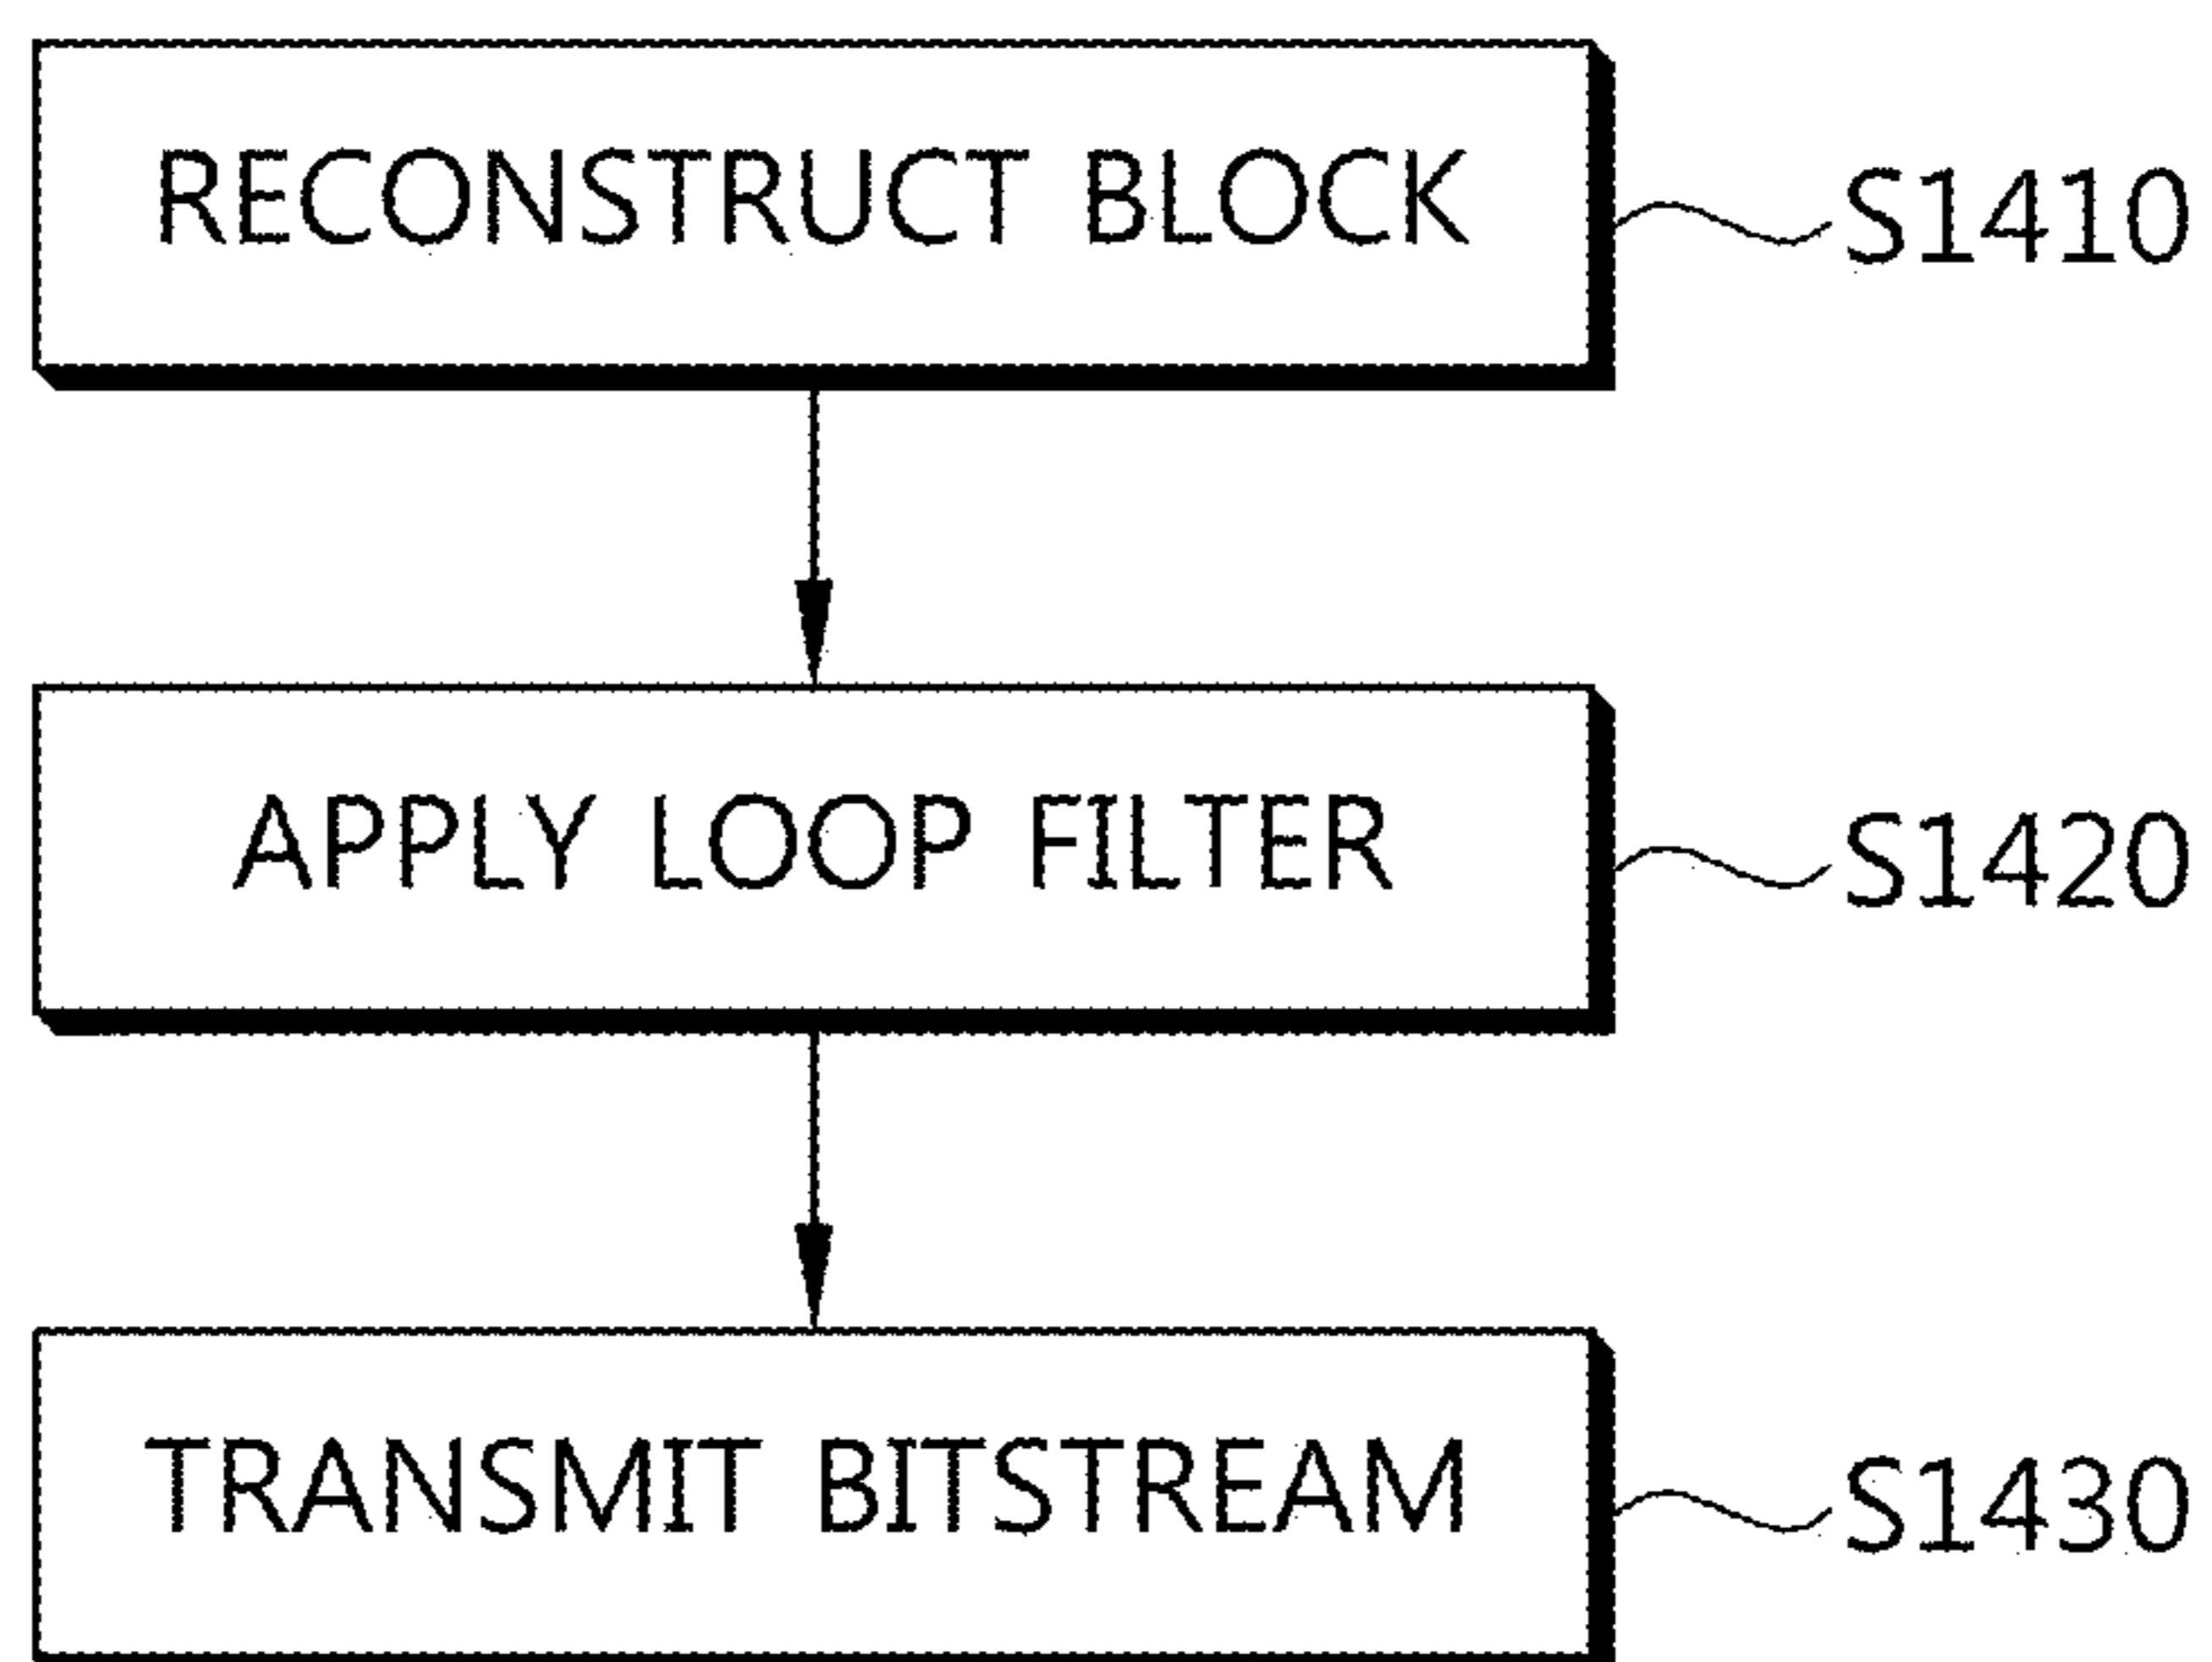 RECONSTRUCT BLOCK
S1410
APPLY LOOP FILTER
S1420
TRANSMIT BITSTREAM
S1430